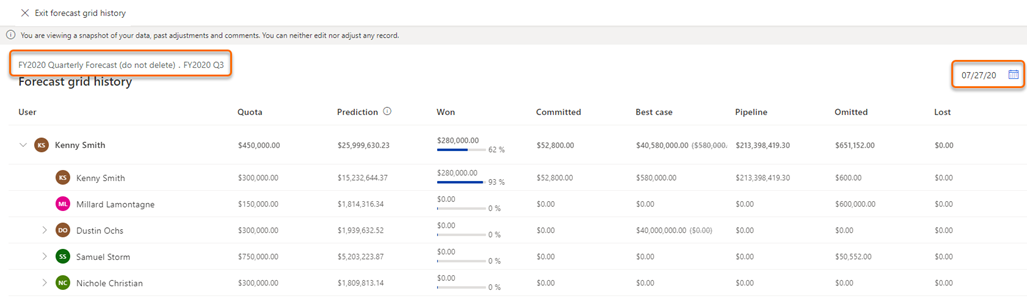 Exit forecast grid history
You are viewing a snapshot of your data, past adjustments and comments. You can neither edit nor adjust any record.
FY2020 Quarterly Forecast (do not delete) . FY2020 Q3
07/27/20
Forecast grid history
User Quota Prediction Won Committed Best case Pipeline Omitted Lost
KS Kenny Smith $450,000.00 $25,999,630.23 $280,000.00 62 % $52,800.00 $40,580,000.00 ($580,000. $213,398,419.30 $651,152.00 $0.00
KS Kenny Smith $300,000.00 $15,232,644.37 $280,000.00 93 % $52,800.00 $580,000.00 $213,398,419.30 $600.00 $0.00
ML Millard Lamontagne $150,000.00 $1,814,316.34 $0.00 0 % $0.00 $0.00 $0.00 $600,000.00 $0.00
DO Dustin Ochs $300,000.00 $1,939,632.52 $0.00 0 % $0.00 $40,000,000.00 ($0.00) $0.00 $0.00 $0.00
SS Samuel Storm $750,000.00 $5,203,223.87 $0.00 0 % $0.00 $0.00 $0.00 $50,552.00 $0.00
NC Nichole Christian $300,000.00 $1,809,813.14 $0.00 0 % $0.00 $0.00 $0.00 $0.00 $0.00